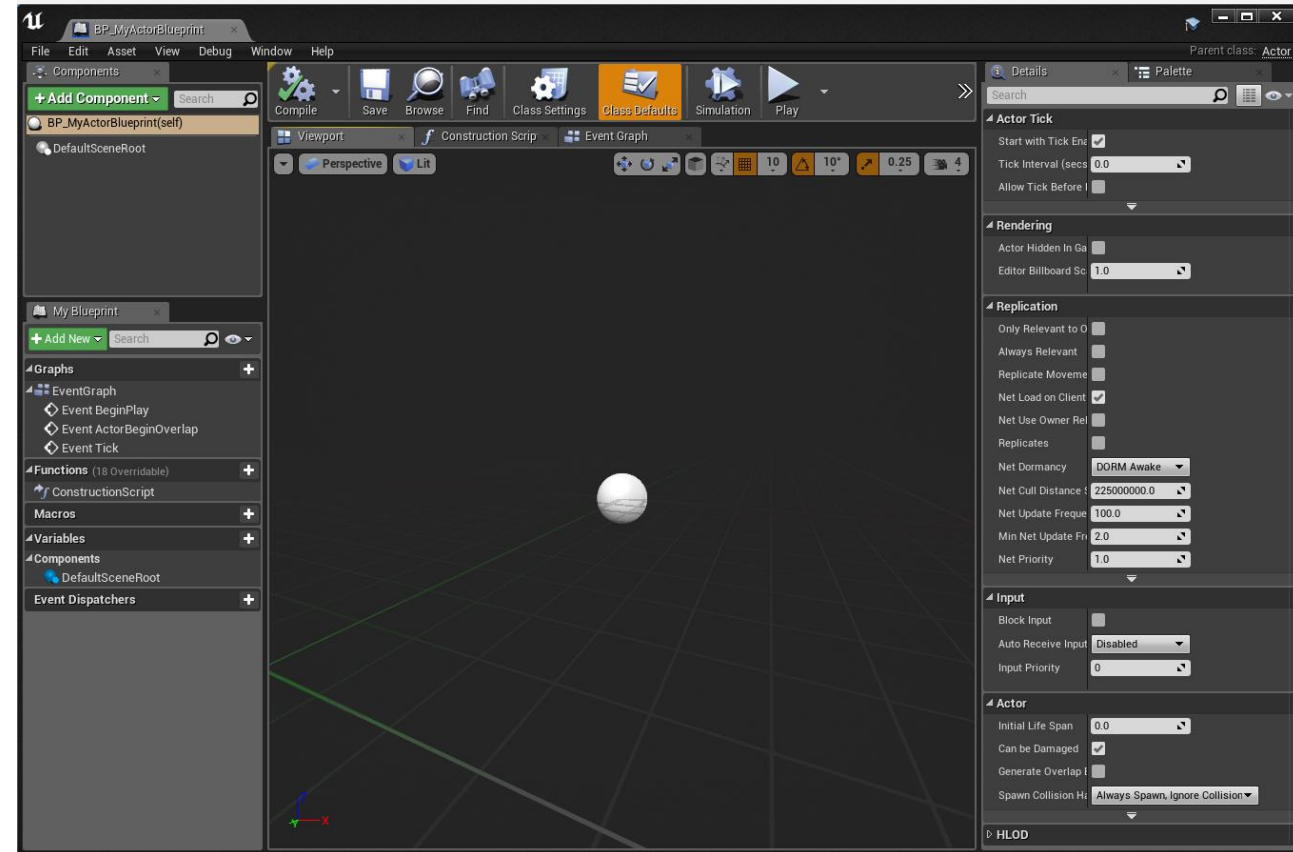 BP_MyActorBlueprint
File Edit Asset View Debug Window Help
Parent class: Actor
Components
+Add Component Search
BP_MyActorBlueprint(self)
DefaultSceneRoot
My Blueprint
+Add New Search
Graphs
EventGraph
Event BeginPlay
Event ActorBeginOverlap
Event Tick
Functions (18 Overridable)
ConstructionScript
Macros
Variables
Components
DefaultSceneRoot
Event Dispatchers
Compile Save Browse Find Class Settings Class Defaults Simulation Play
Viewport Construction Scrip Event Graph
Perspective Lit 10 10° 0.25 4
X
Details Palette
Search
Actor Tick
Start with Tick Ena
Tick Interval (secs 0.0
Allow Tick Before
Rendering
Actor Hidden In Ga
Editor Billboard Sc 1.0
Replication
Only Relevant to O
Always Relevant
Replicate Moveme
Net Load on Client
Net Use Owner Rel
Replicates
Net Dormancy DORM Awake
Net Cull Distance S 225000000.0
Net Update Freque 100.0
Min Net Update Fr 2.0
Net Priority 1.0
Input
Block Input
Auto Receive Input Disabled
Input Priority 0
Actor
Initial Life Span 0.0
Can be Damaged
Generate Overlap E
Spawn Collision Ha Always Spawn, Ignore Collision
HLOD